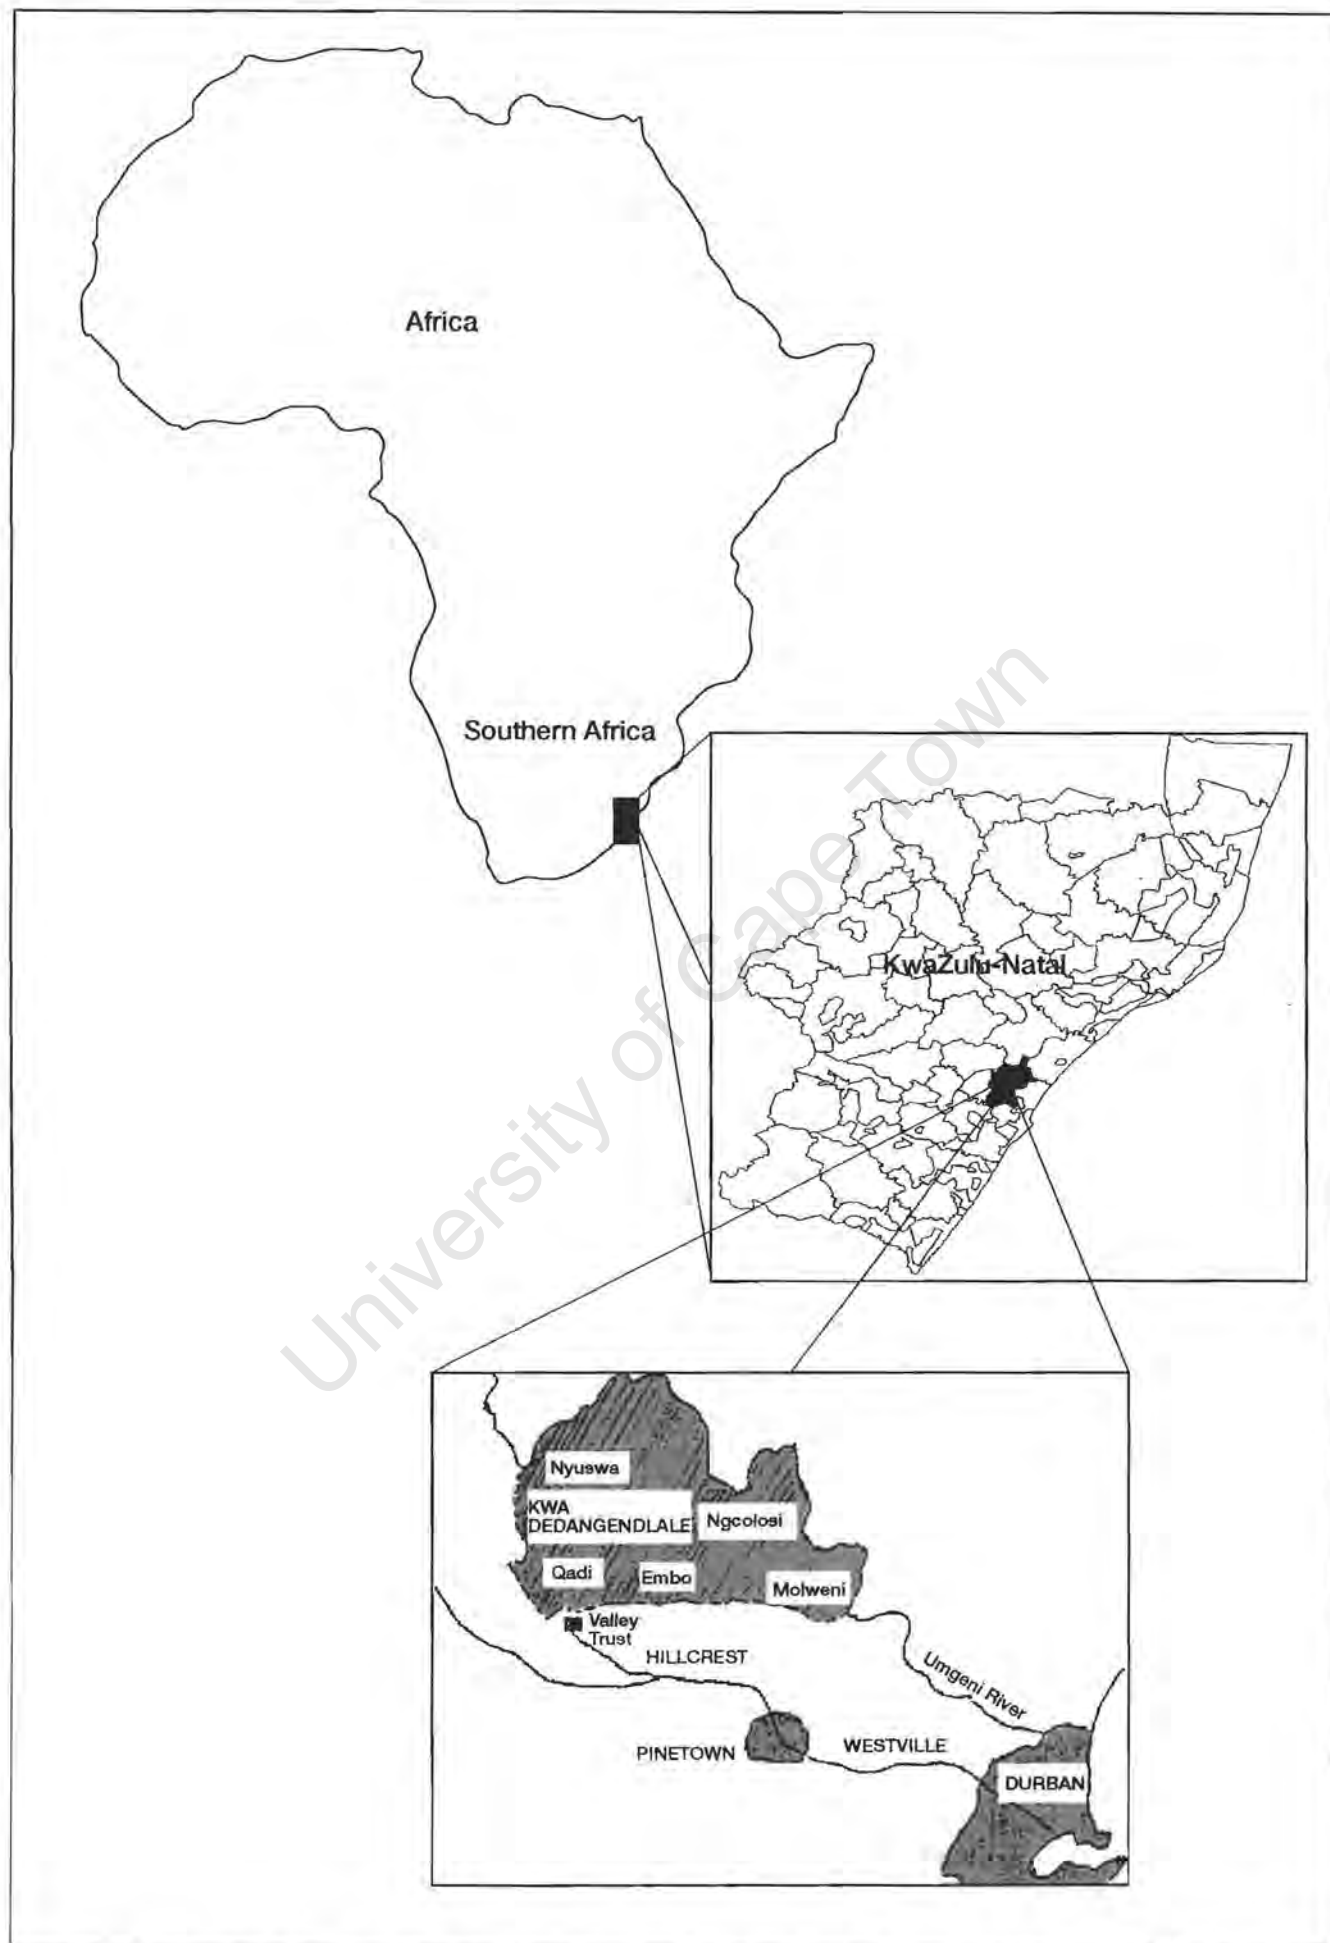 Africa
Southern Africa
KwaZulu-Natal
University of Cape Town
Nyuswa
KWA
DEDANGENDLALE
Ngcolosi
Qadi
Embo
Molweni
Valley
Trust
HILLCREST
Umgeni River
PINETOWN
WESTVILLE
DURBAN